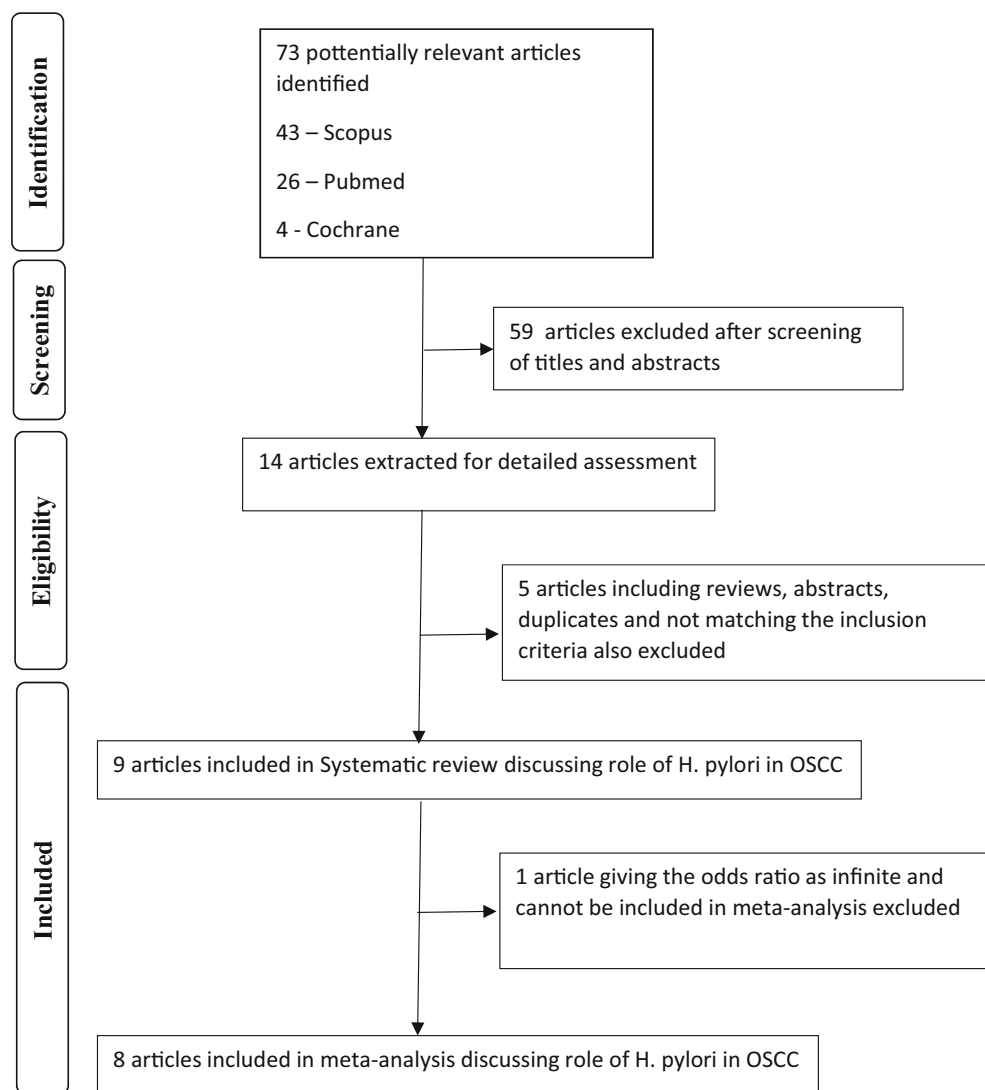 Identification
73 pottentially relevant articles
identified
43 – Scopus
26 – Pubmed
4 - Cochrane
Screening
59 articles excluded after screening
of titles and abstracts
Eligibility
14 articles extracted for detailed assessment
5 articles including reviews, abstracts,
duplicates and not matching the inclusion
criteria also excluded
Included
9 articles included in Systematic review discussing role of H. pylori in OSCC
1 article giving the odds ratio as infinite and
cannot be included in meta-analysis excluded
8 articles included in meta-analysis discussing role of H. pylori in OSCC